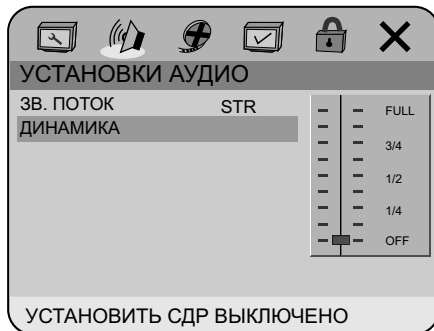 УСТАНОВКИ АУДИО
ЗВ. ПОТОК STR
ДИНАМИКА
FULL
3/4
1/2
1/4
OFF
УСТАНОВИТЬ СДР ВЫКЛЮЧЕНО